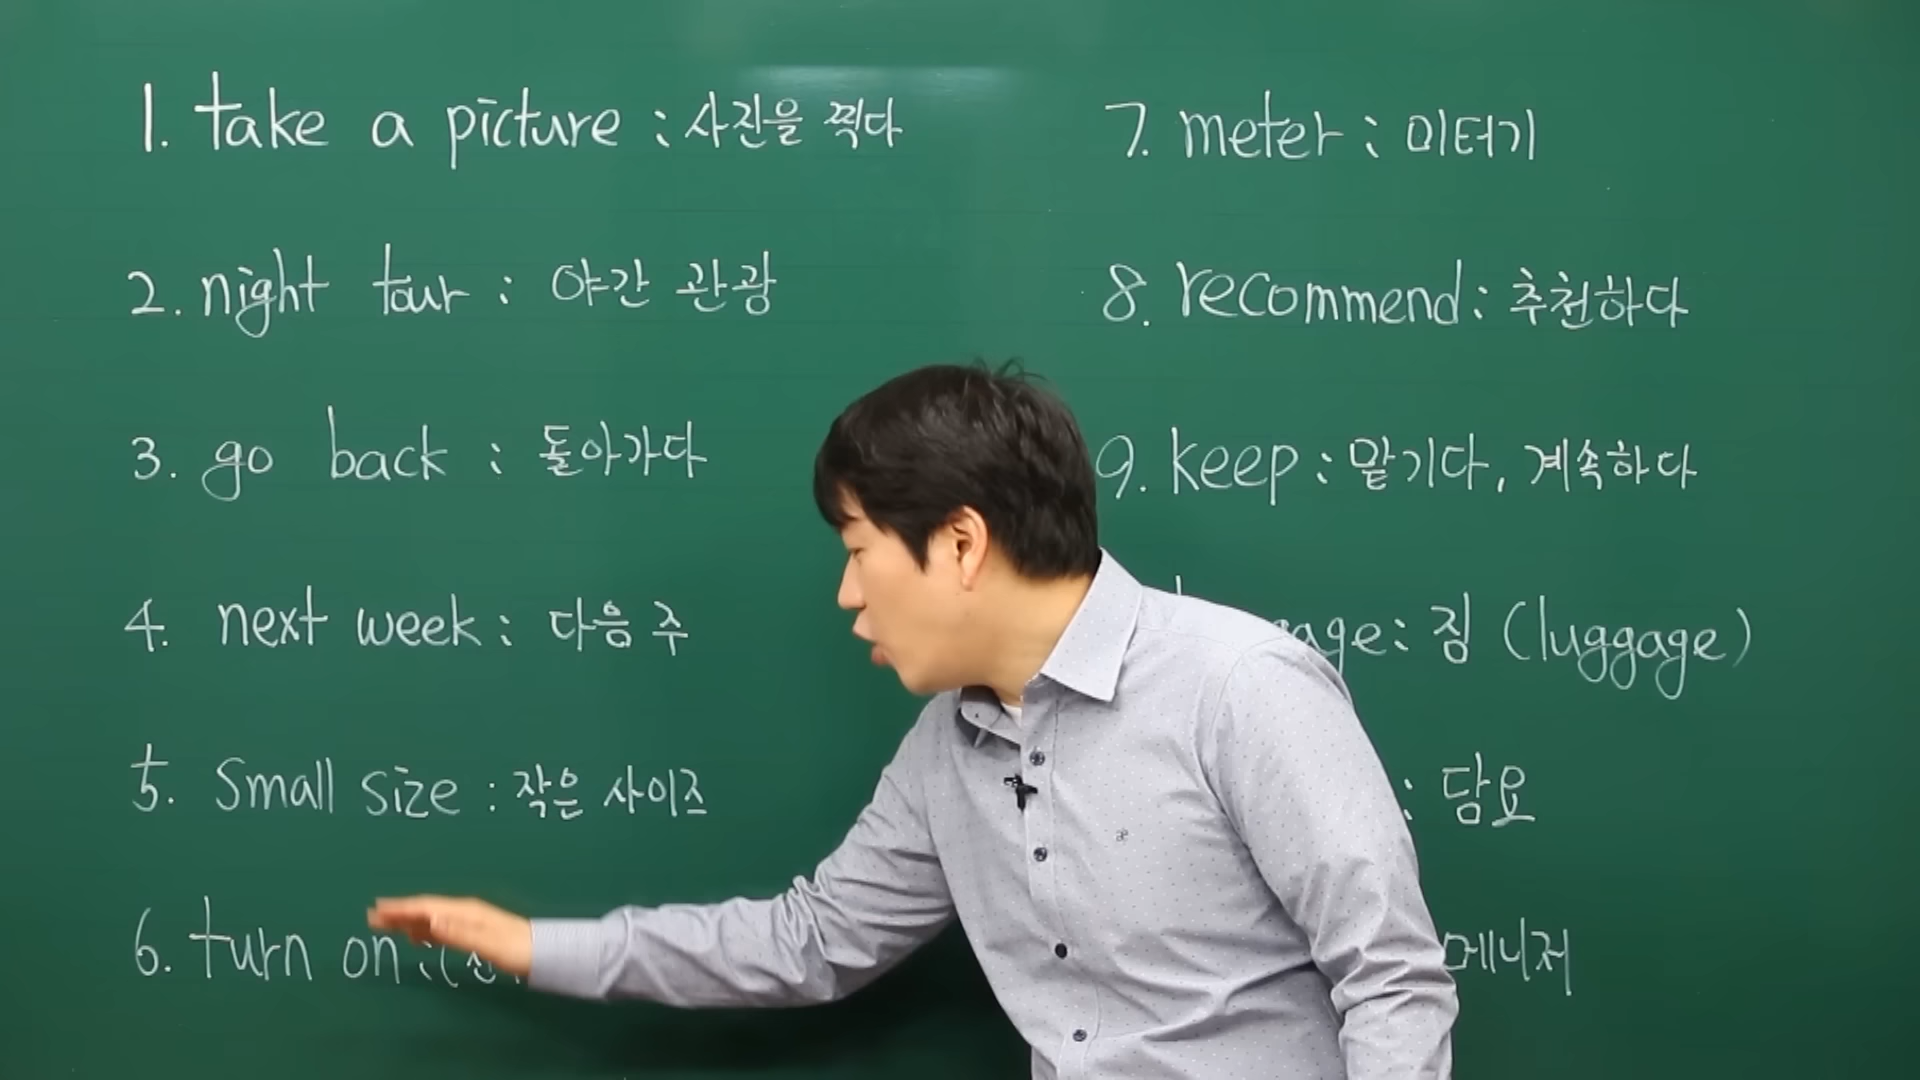 1. take a picture : 사진을 찍다
2. night tour : 야간 관광
3. go back : 돌아가다
4. next week : 다음 주
5. small size : 작은 사이즈
6. turn on :(
7. meter : 미터기
8. recommend : 추천하다
9. keep : 맡기다, 계속하다
: 짐 (luggage)
: 담요
메니저